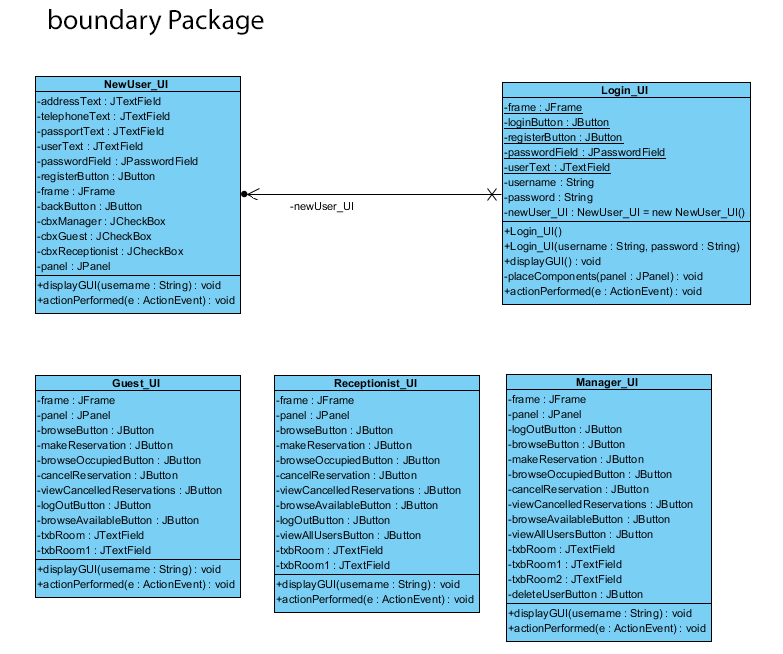 boundary Package
NewUser_UI
-addressText : JTextField
-telephoneText : JTextField
-passportText : JTextField
-userText : JTextField
-passwordField : JPasswordField
-registerButton : JButton
-frame : JFrame
-backButton : JButton
-cbxManager : JCheckBox
-cbxGuest : JCheckBox
-cbxReceptionist : JCheckBox
-panel : JPanel
+displayGUI(username : String) : void
+actionPerformed(e : ActionEvent) : void
-newUser_UI
Login_UI
-frame : JFrame
-loginButton : JButton
-registerButton : JButton
-passwordField : JPasswordField
-userText : JTextField
-username : String
-password : String
-newUser_UI : NewUser_UI = new NewUser_UI()
+Login_UI()
+Login_UI(username : String, password : String)
+displayGUI() : void
-placeComponents(panel : JPanel) : void
+actionPerformed(e : ActionEvent) : void
Guest_UI
-frame : JFrame
-panel : JPanel
-browseButton : JButton
-makeReservation : JButton
-browseOccupiedButton : JButton
-cancelReservation : JButton
-viewCancelledReservations : JButton
-logOutButton : JButton
-browseAvailableButton : JButton
-txbRoom : JTextField
-txbRoom1 : JTextField
+displayGUI(username : String) : void
+actionPerformed(e : ActionEvent) : void
Receptionist_UI
-frame : JFrame
-panel : JPanel
-browseButton : JButton
-makeReservation : JButton
-browseOccupiedButton : JButton
-cancelReservation : JButton
-viewCancelledReservations : JButton
-browseAvailableButton : JButton
-logOutButton : JButton
-viewAllUsersButton : JButton
-txbRoom : JTextField
-txbRoom1 : JTextField
+displayGUI(username : String) : void
+actionPerformed(e : ActionEvent) : void
Manager_UI
-frame : JFrame
-panel : JPanel
-logOutButton : JButton
-browseButton : JButton
-makeReservation : JButton
-browseOccupiedButton : JButton
-cancelReservation : JButton
-viewCancelledReservations : JButton
-browseAvailableButton : JButton
-viewAllUsersButton : JButton
-txbRoom : JTextField
-txbRoom1 : JTextField
-txbRoom2 : JTextField
-deleteUserButton : JButton
+displayGUI(username : String) : void
+actionPerformed(e : ActionEvent) : void